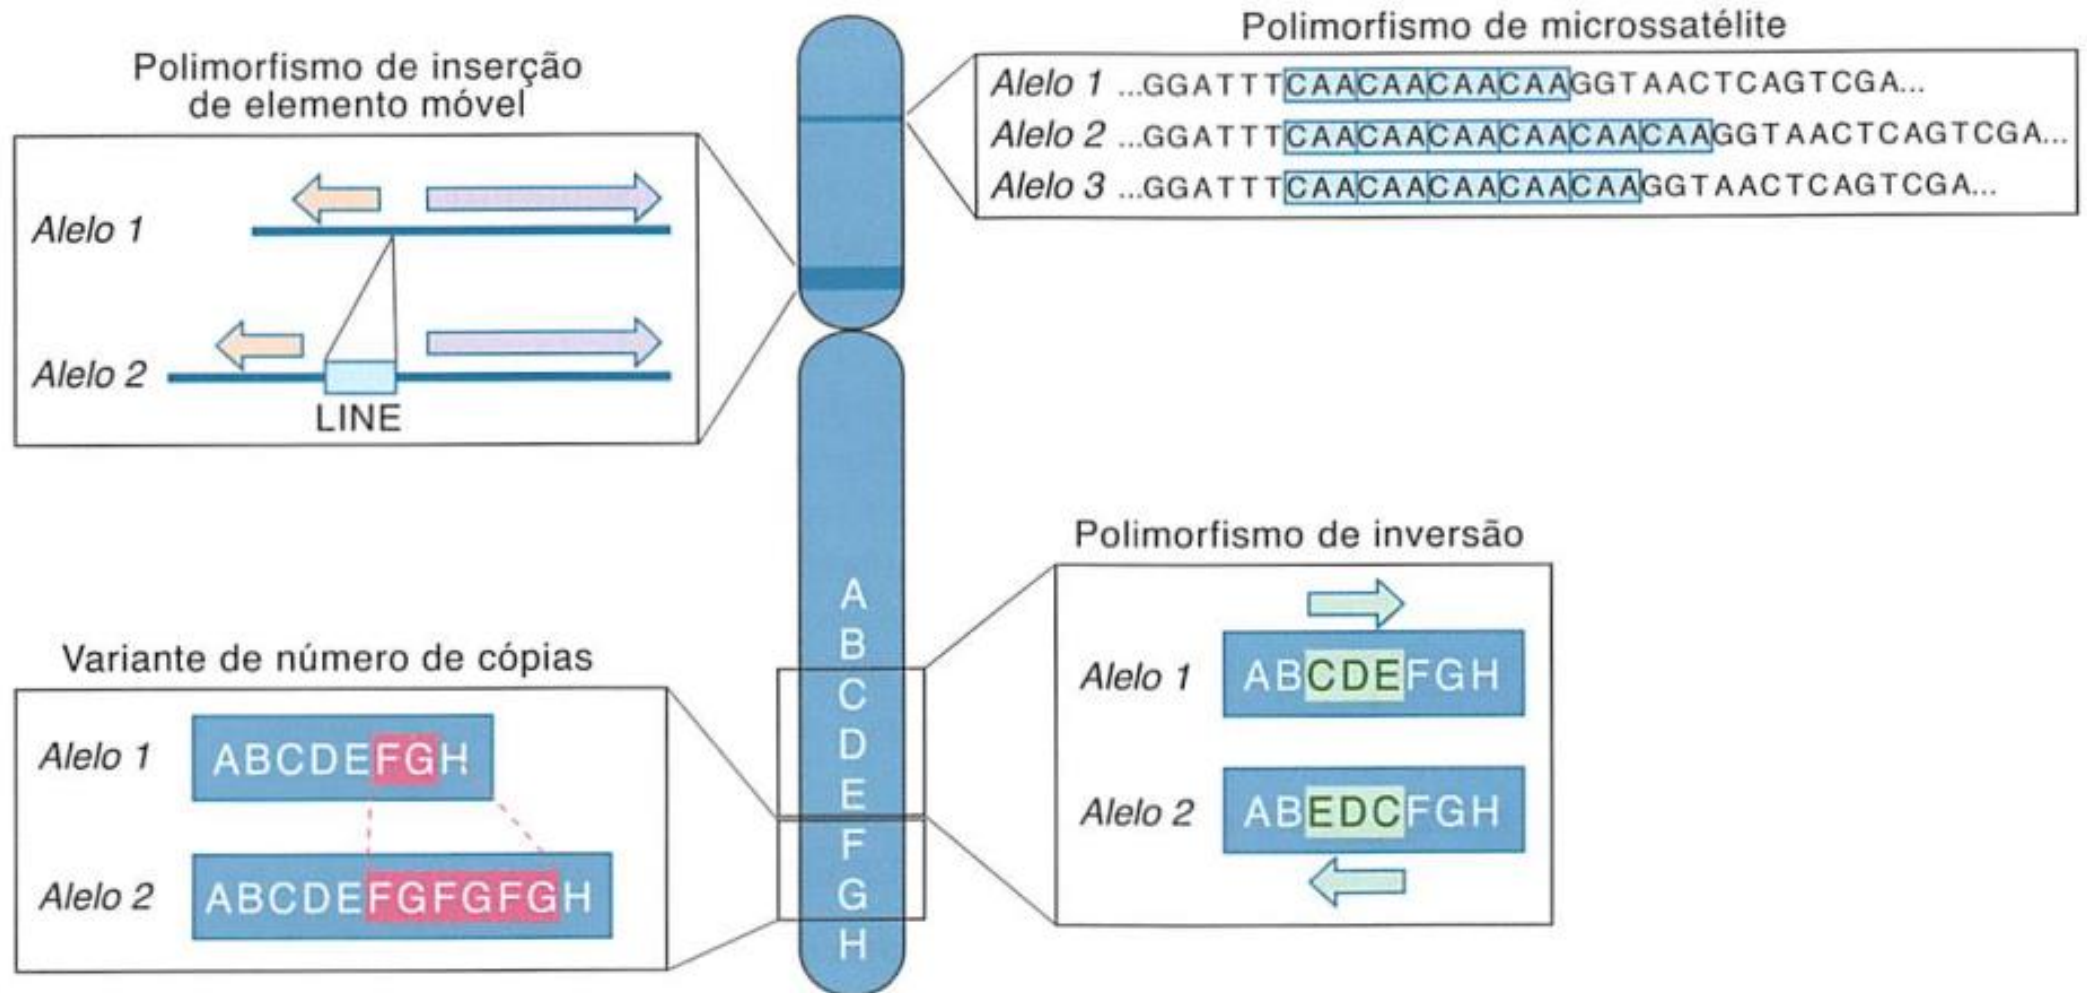 Polimorfismo de inserção
de elemento móvel
Alelo 1
Alelo 2
LINE
Polimorfismo de microssatélite
Alelo 1 ...GGATTTCAACAACAACAAGGTAACTCAGTCGA...
Alelo 2 ...GGATTTCAACAACAACAACAACAAGGTAACTCAGTCGA...
Alelo 3 ...GGATTTCAACAACAACAACAAGGTAACTCAGTCGA...
Variante de número de cópias
Alelo 1 ABCDEFGH
Alelo 2 ABCDEFGFGFGH
A
B
C
D
E
F
G
H
Polimorfismo de inversão
Alelo 1 ABCDEFGH
Alelo 2 ABEDCFGH